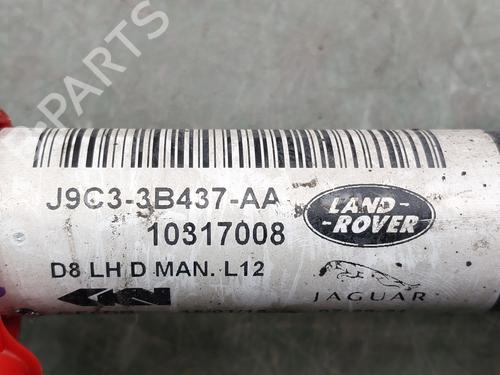 B-PARTS
J9C3-3B437-AA
LAND-
-ROVER
10317008
D8 LH D MAN. L12
JAGUAR